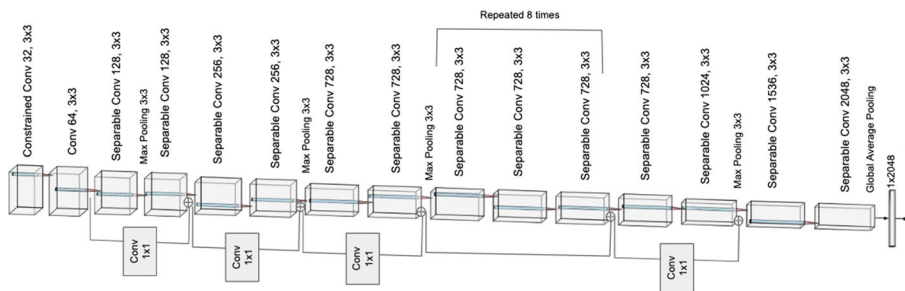 Repeated 8 times
Constrained Conv 32, 3x3
Conv 64, 3x3
Separable Conv 128, 3x3
Max Pooling 3x3
Separable Conv 128, 3x3
Separable Conv 256, 3x3
Separable Conv 256, 3x3
Max Pooling 3x3
Separable Conv 728, 3x3
Separable Conv 728, 3x3
Max Pooling 3x3
Separable Conv 728, 3x3
Separable Conv 728, 3x3
Separable Conv 728, 3x3
Separable Conv 728, 3x3
Separable Conv 1024, 3x3
Max Pooling 3x3
Separable Conv 1536, 3x3
Separable Conv 2048, 3x3
Global Average Pooling
1x2048
Conv
1x1
Conv
1x1
Conv
1x1
Conv
1x1